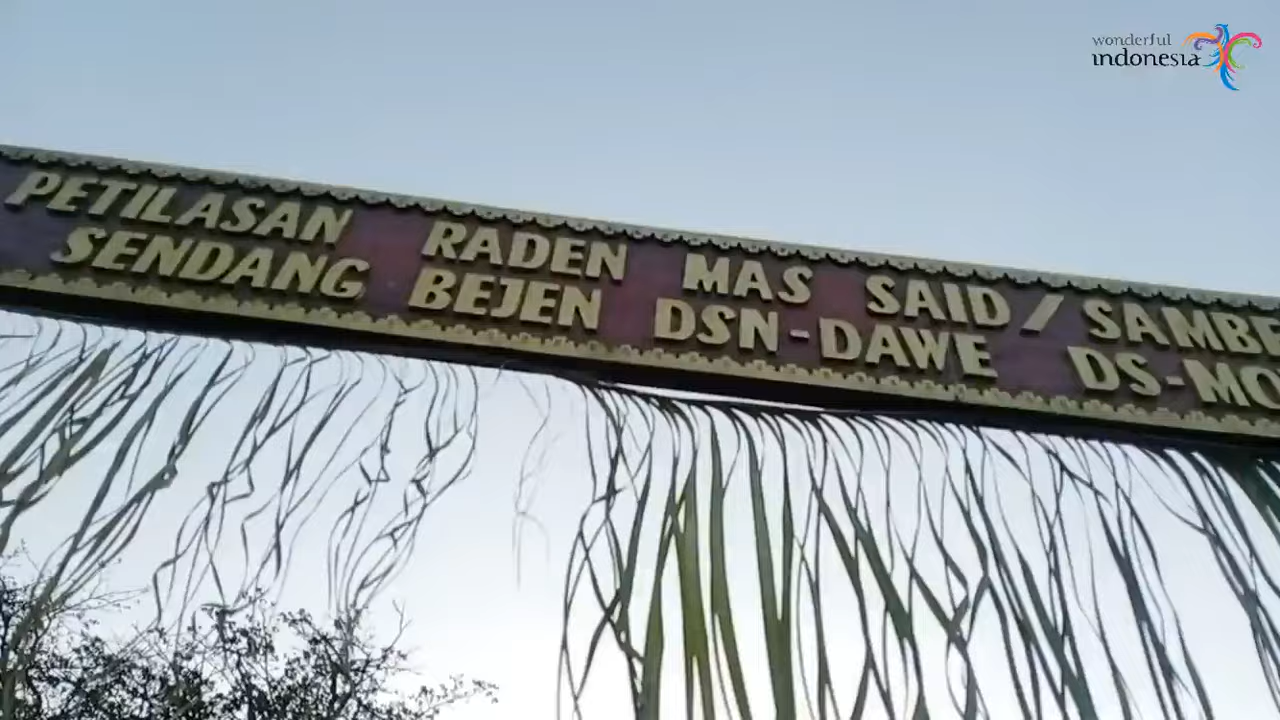 wonderful
indonesia
PETILASAN RADEN MAS SAID / SAMBE
SENDANG BEJEN DSN-DAWE DS-MO